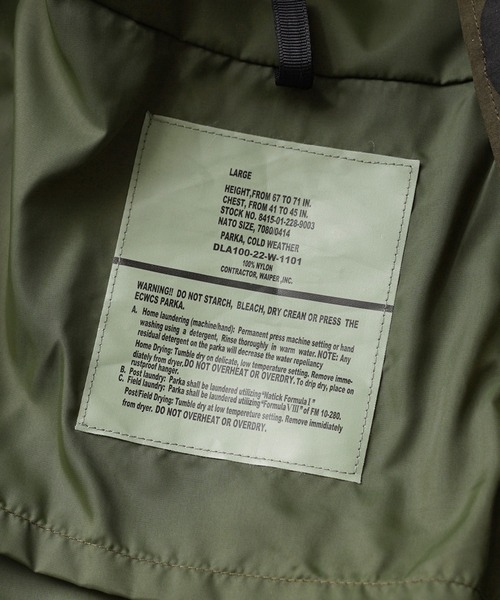 LARGE
HEIGHT,FROM 67 TO 71 IN.
CHEST, FROM 41 TO 45 IN.
STOCK NO. 8415-01-228-9003
NATO SIZE, 7080/0414
PARKA, COLD WEATHER
DLA100-22-W-1101
100% NYLON
CONTRACTOR, WAIPER ,INC.
WARNING!! DO NOT STARCH, BLEACH, DRY CREAN OR PRESS THE
ECWCS PARKA.
A. Home laundering (machine/hand): Permanent press machine setting or hand
washing using a detergent, Rinse thoroughly in warm water. NOTE: Any
residual detergent on the parka will decrease the water repellancy
Home Drying: Tumble dry on delicate, low temperature setting. Remove imme-
diately from dryer. DO NOT OVERHEAT OR OVERDRY. To drip dry, place on
rustproof hanger.
B. Post laundry: Parka shall be laundered utilizing "Natick Formula I"
C. Field laundry: Parka shall be laundered utilizing "Formula VIII" of FM 10-280.
Post/Field Drying: Tumble dry at low temperature setting. Remove immediately
from dryer. DO NOT OVERHEAT OR OVERDRY.